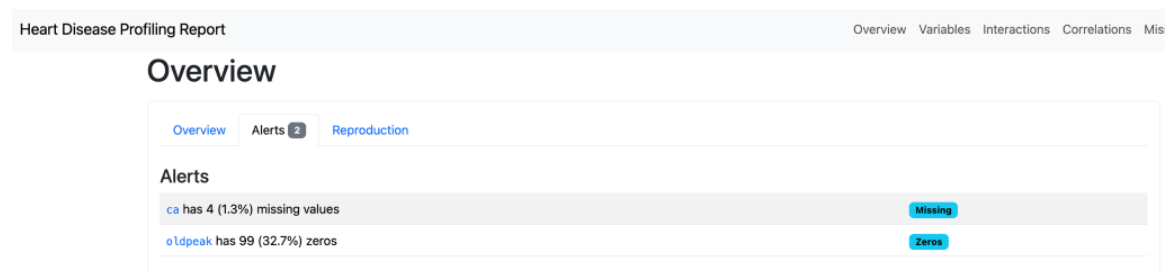 Heart Disease Profiling Report
Overview Variables Interactions Correlations Mis
Overview
Overview Alerts 2 Reproduction
Alerts
ca has 4 (1.3%) missing values Missing
oldpeak has 99 (32.7%) zeros Zeros